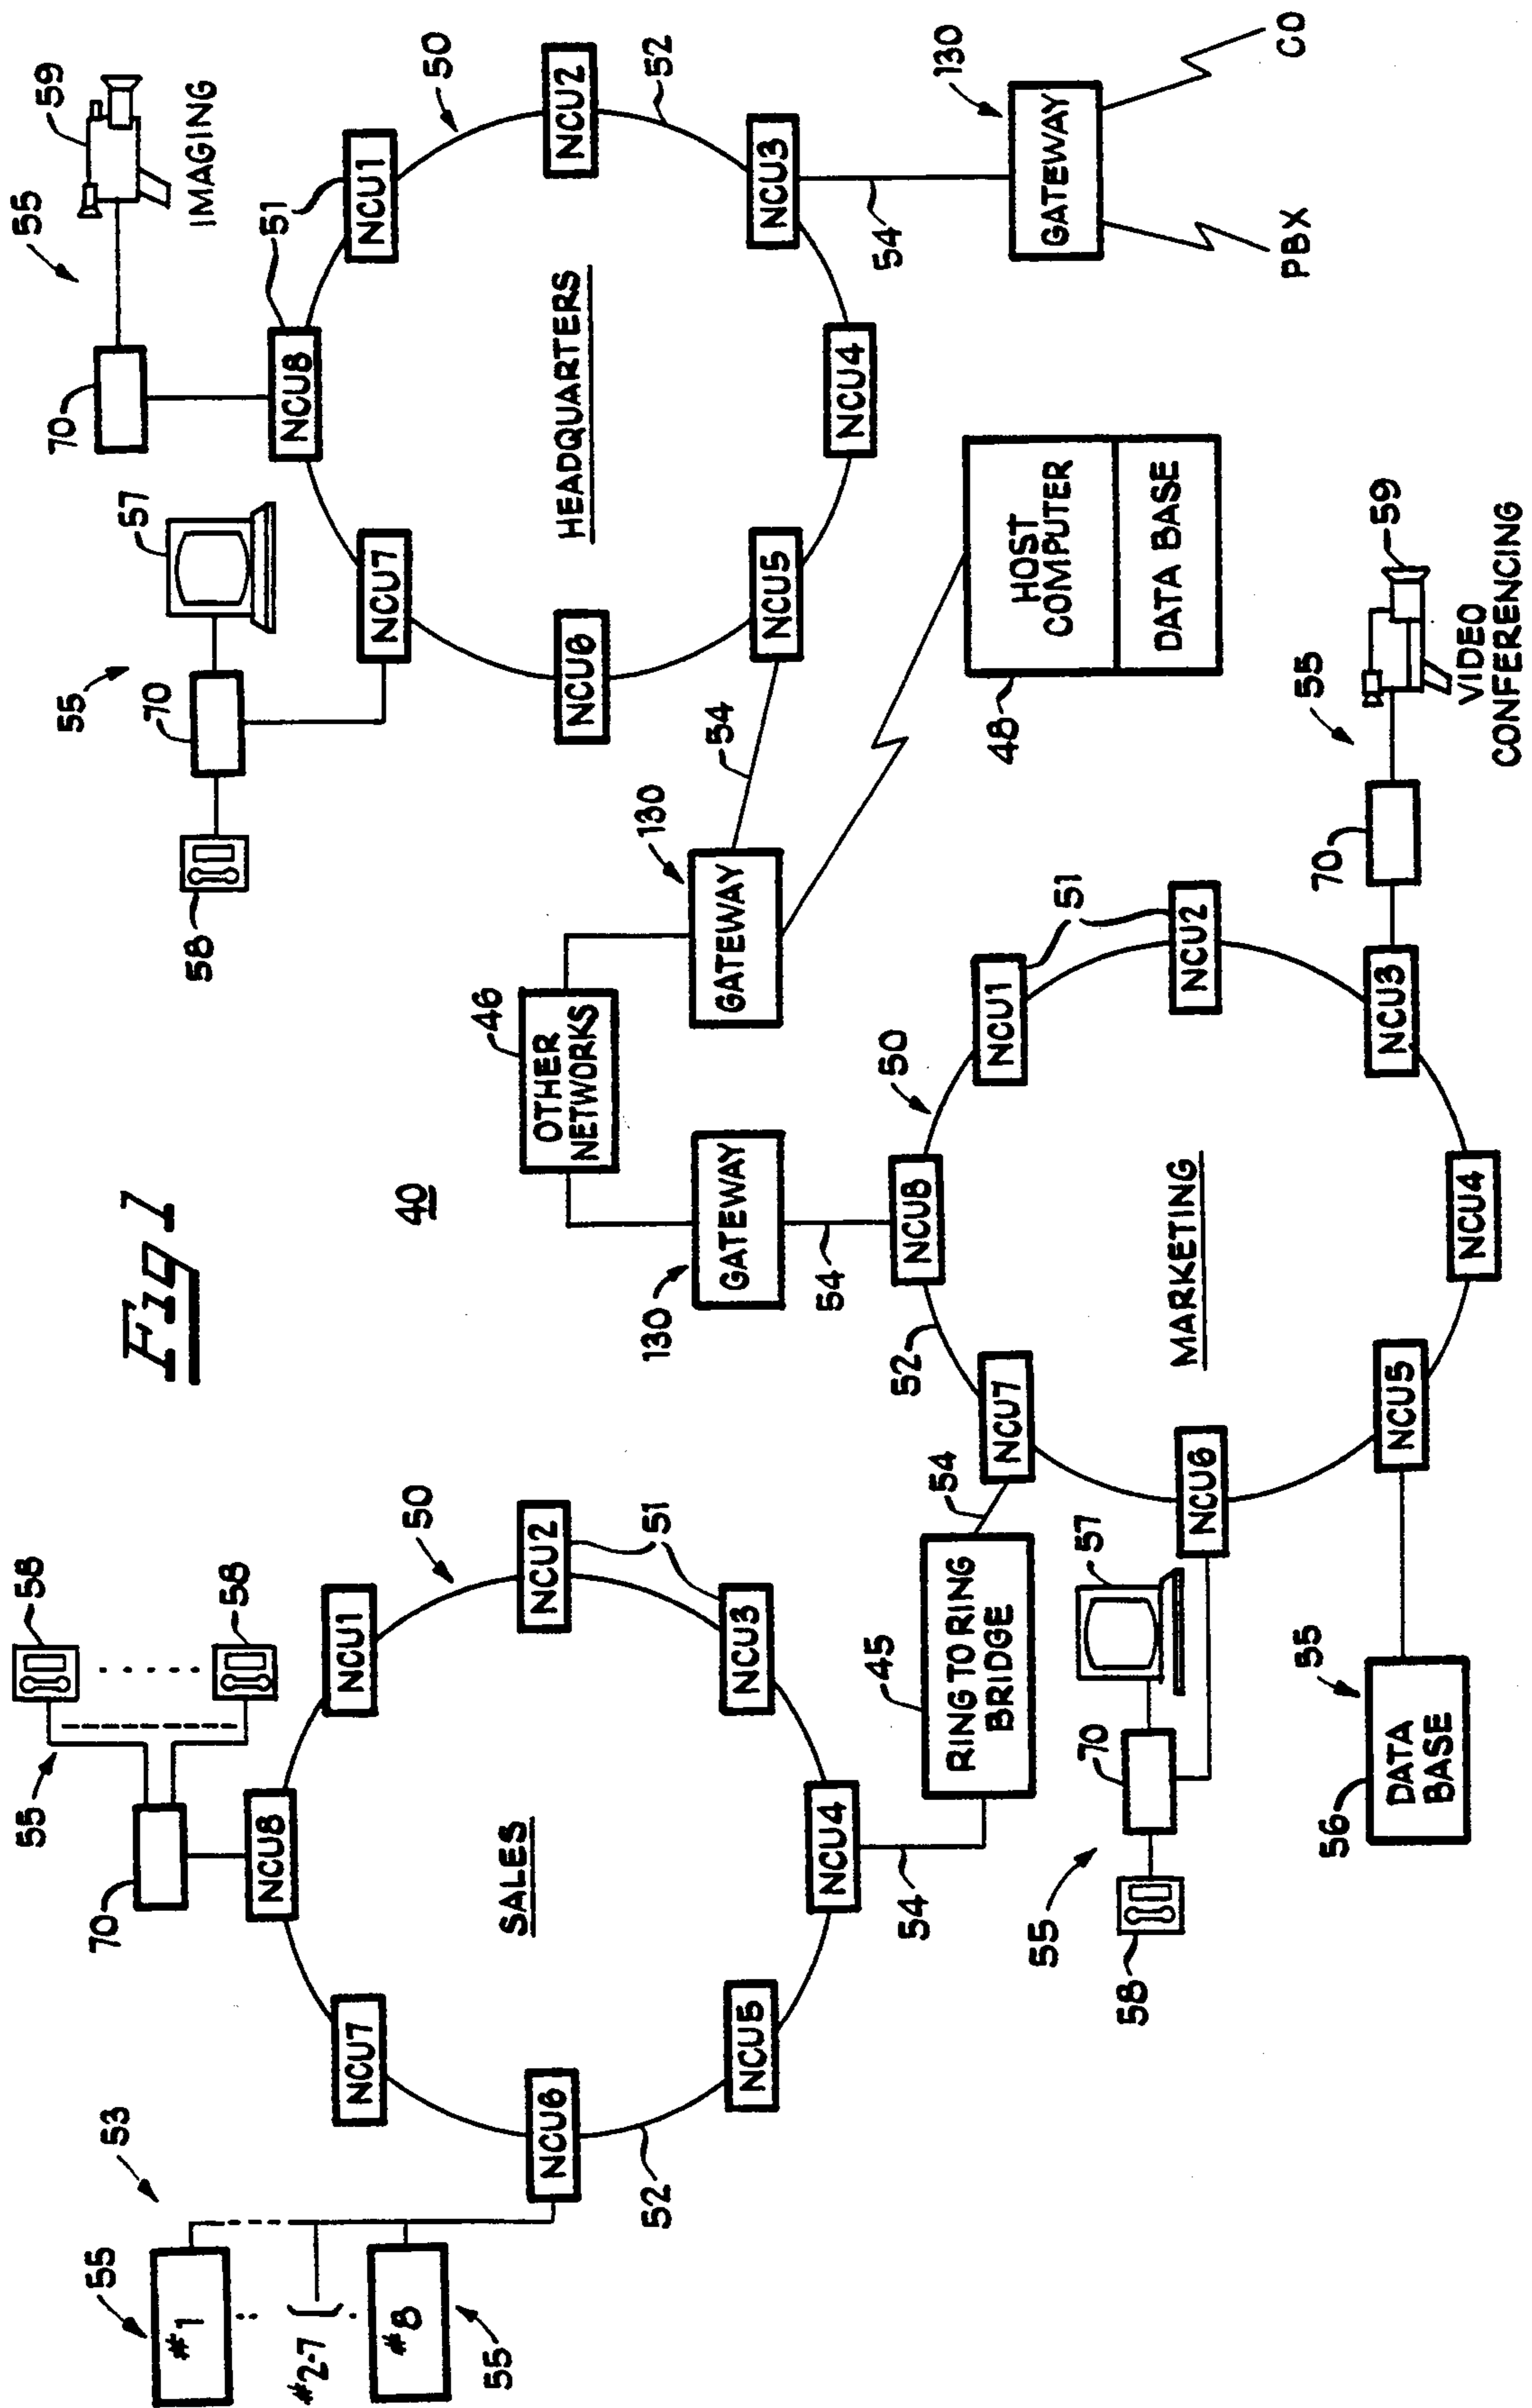 Fig 1
40
SALES
50
52
NCU1
NCU2
NCU3
NCU4
NCU5
NCU6
NCU7
NCU8
51
53
55
#1
#2-7
#8
55
70
55
58
58
54
45
RING TO RING
BRIDGE
54
MARKETING
50
52
NCU1
NCU2
NCU3
NCU4
NCU5
NCU6
NCU7
NCU8
51
54
130
GATEWAY
46
OTHER
NETWORKS
130
GATEWAY
54
58
55
70
57
56
DATA
BASE
55
70
55
59
VIDEO
CONFERENCING
48
HOST
COMPUTER
DATA BASE
HEADQUARTERS
50
52
NCU1
NCU2
NCU3
NCU4
NCU5
NCU6
NCU7
NCU8
51
58
70
55
57
70
55
59
IMAGING
54
130
GATEWAY
PBX
CO